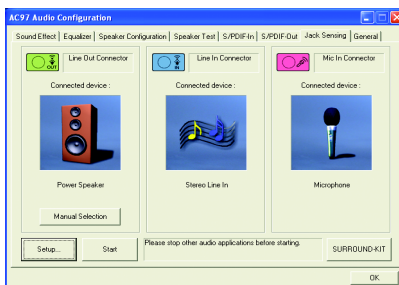 AC97 Audio Configuration
Sound Effect Equalizer Speaker Configuration Speaker Test S/PDIF-In S/PDIF-Out Jack Sensing General
OUT Line Out Connector
IN Line In Connector
Mic In Connector
Connected device : Connected device : Connected device :
Power Speaker Stereo Line In Microphone
Manual Selection
Setup... Start Please stop other audio applications before starting. SURROUND-KIT
OK